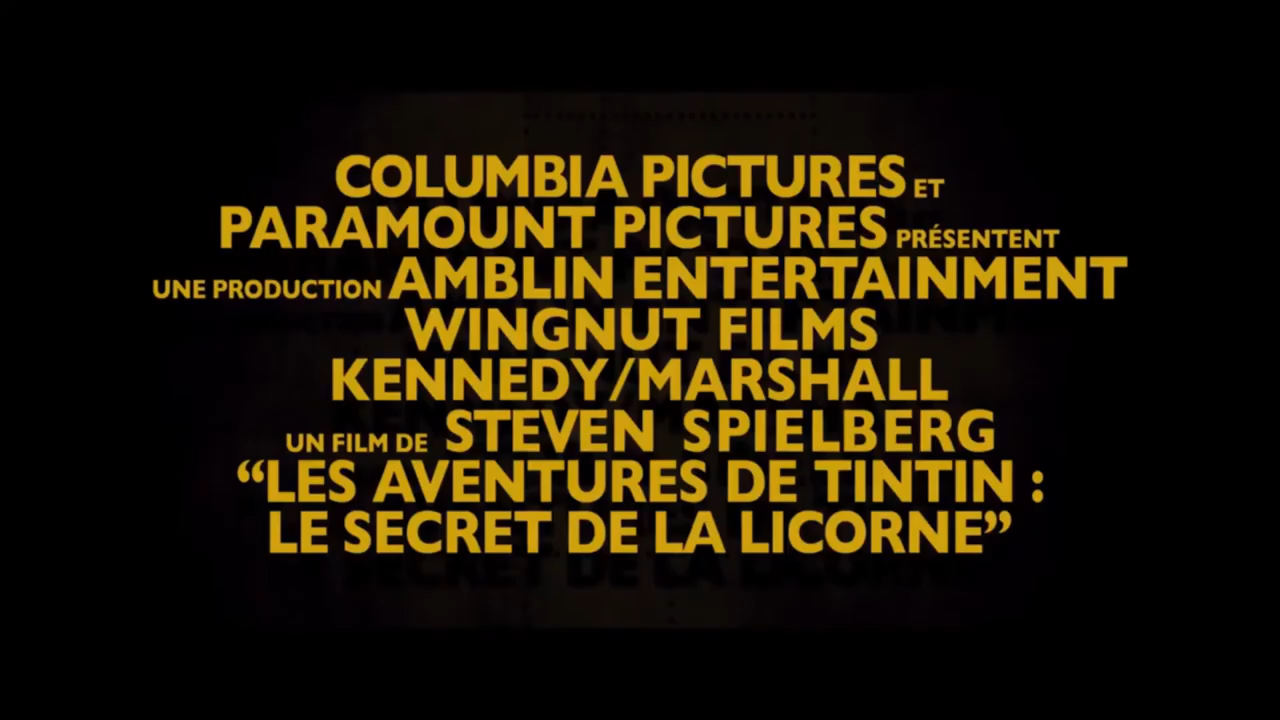 COLUMBIA PICTURES ET
PARAMOUNT PICTURES PRÉSENTENT
UNE PRODUCTION AMBLIN ENTERTAINMENT
WINGNUT FILMS
KENNEDY/MARSHALL
UN FILM DE STEVEN SPIELBERG
“LES AVENTURES DE TINTIN :
LE SECRET DE LA LICORNE”